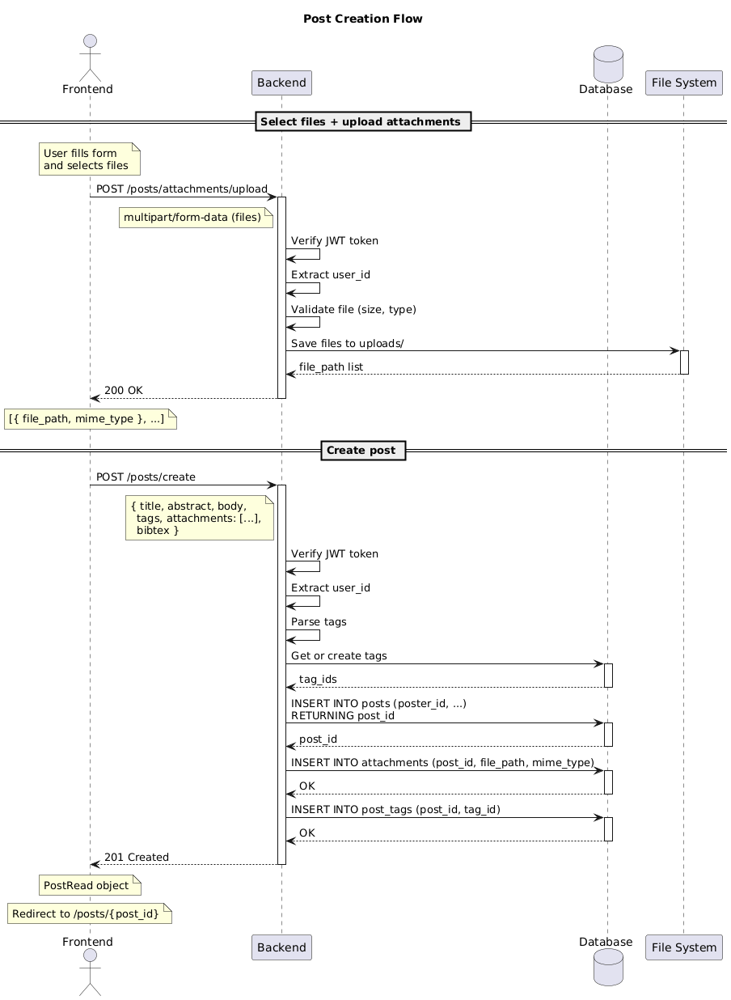 Post Creation Flow
Frontend
Backend
Database
File System
Select files + upload attachments
User fills form
and selects files
POST /posts/attachments/upload
multipart/form-data (files)
Verify JWT token
Extract user_id
Validate file (size, type)
Save files to uploads/
file_path list
200 OK
[{ file_path, mime_type }, ...]
Create post
POST /posts/create
{ title, abstract, body,
tags, attachments: [...],
bibtex }
Verify JWT token
Extract user_id
Parse tags
Get or create tags
tag_ids
INSERT INTO posts (poster_id, ...)
RETURNING post_id
post_id
INSERT INTO attachments (post_id, file_path, mime_type)
OK
INSERT INTO post_tags (post_id, tag_id)
OK
201 Created
PostRead object
Redirect to /posts/{post_id}
Frontend
Backend
Database
File System